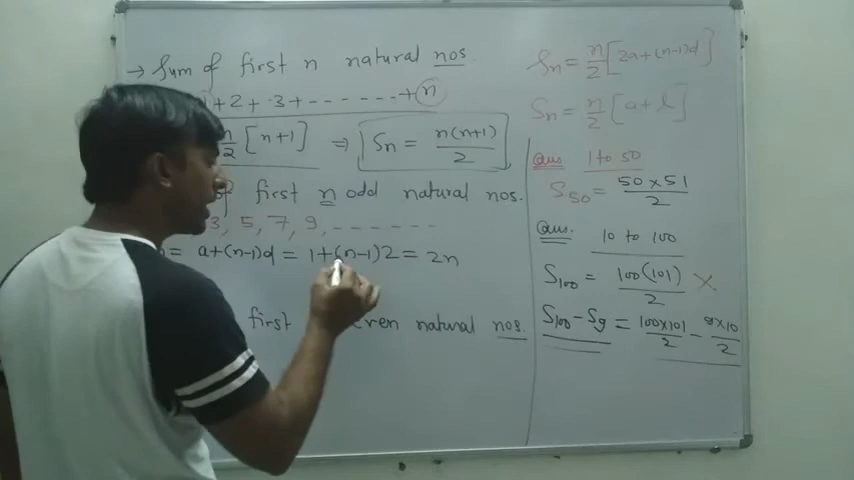 → Sum of first n natural nos.
+2+3+------+n
n/2 [n+1] ⇒ Sn = n(n+1)/2
of first n odd natural nos.
3, 5, 7, 9, ------
= a+(n-1)d = 1+(n-1)2 = 2n
first even natural nos.
Sn = n/2 [2a+(n-1)d]
Sn = n/2 [a+l]
Ques 1 to 50
S50 = 50×51/2
Ques. 10 to 100
S100 = 100(101)/2 ×
S100 - S9 = 100×101/2 - 9×10/2